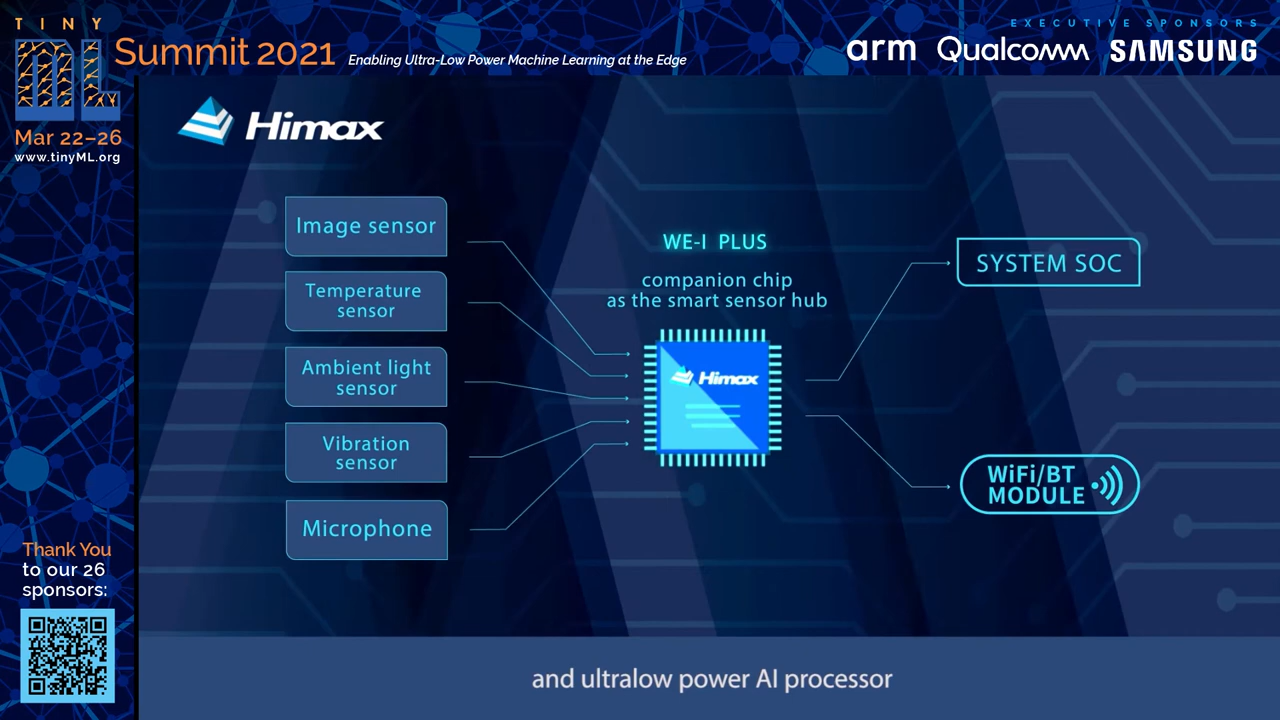 TINY
ML Summit 2021
Enabling Ultra-Low Power Machine Learning at the Edge
EXECUTIVE SPONSORS
arm Qualcomm SAMSUNG
Mar 22–26
www.tinyML.org
Himax
Image sensor
Temperature
sensor
Ambient light
sensor
Vibration
sensor
Microphone
WE-I PLUS
companion chip
as the smart sensor hub
Himax
SYSTEM SOC
WiFi/BT
MODULE
Thank You
to our 26
sponsors:
and ultralow power AI processor